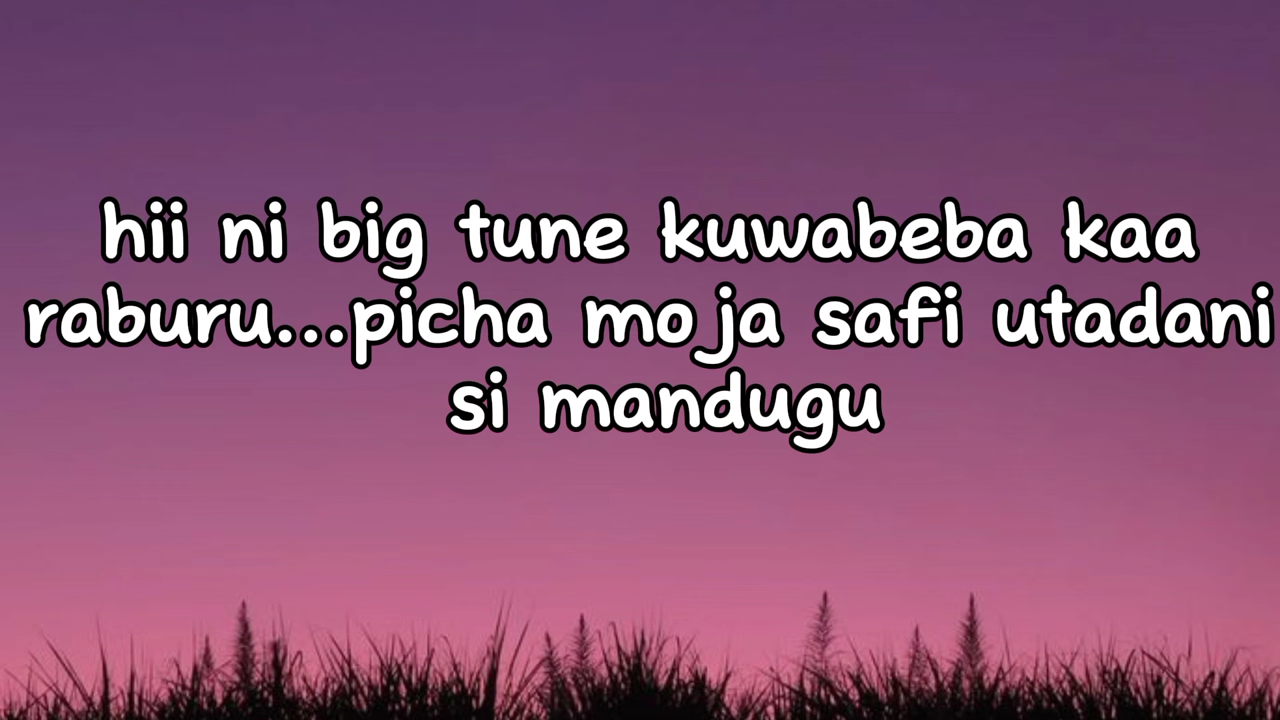 hii ni big tune kuwabeba kaa
raburu...picha moja safi utadani
si mandugu